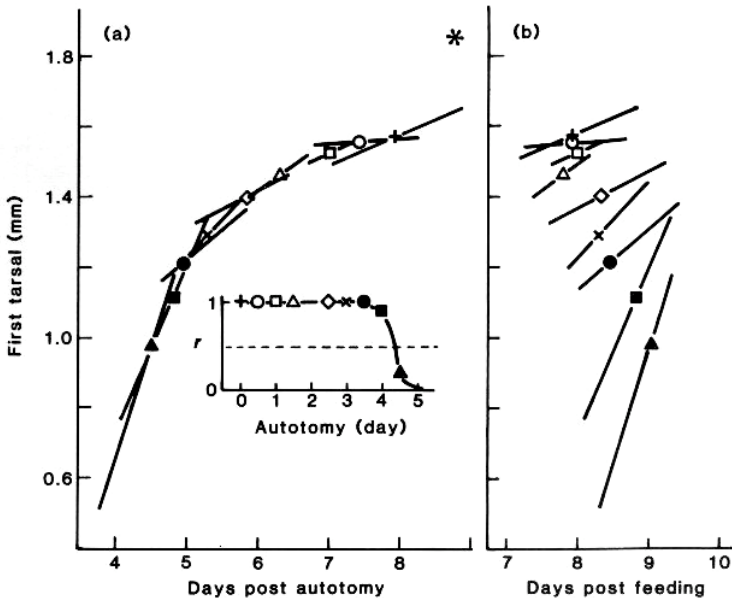 (a)
*
(b)
1.8
1.4
1.0
0.6
First tarsal (mm)
1
r
0
0 1 2 3 4 5
Autotomy (day)
4 5 6 7 8
Days post autotomy
7 8 9 10
Days post feeding